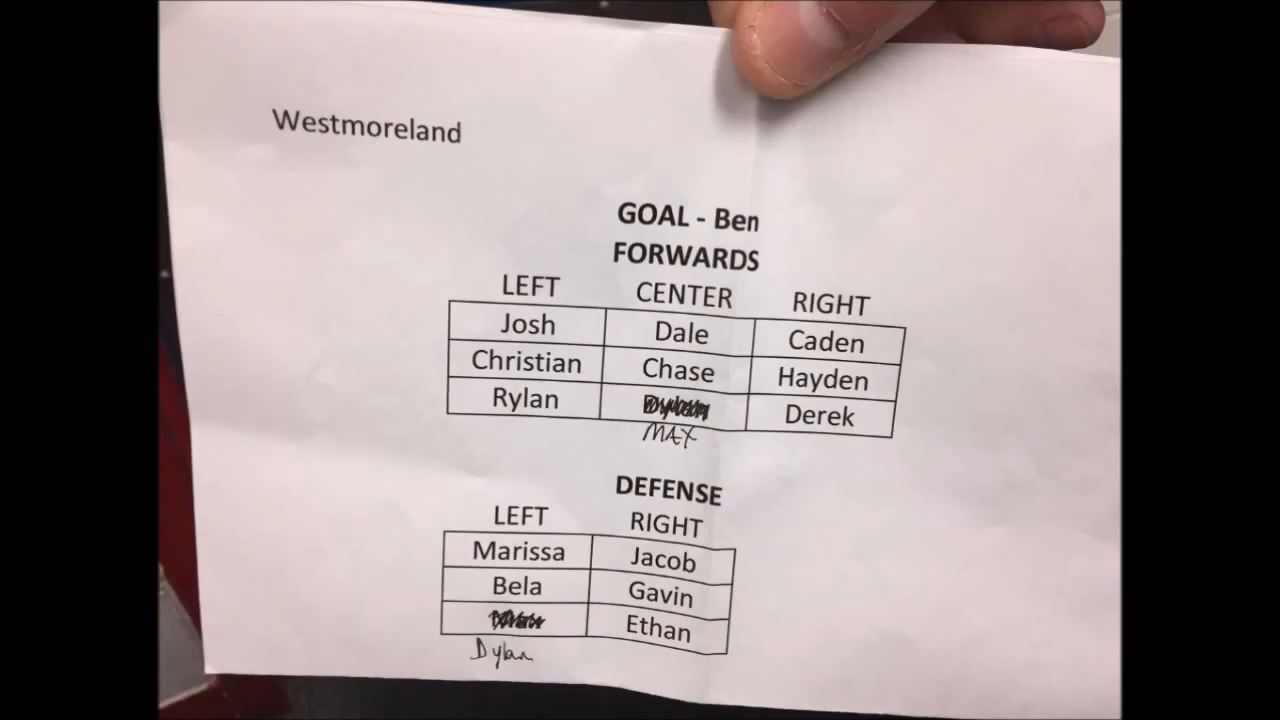 Westmoreland
GOAL - Ben
FORWARDS
LEFT CENTER RIGHT
Josh Dale Caden
Christian Chase Hayden
Rylan Dylan Derek
MAX
DEFENSE
LEFT RIGHT
Marissa Jacob
Bela Gavin
Ethan
Dylan